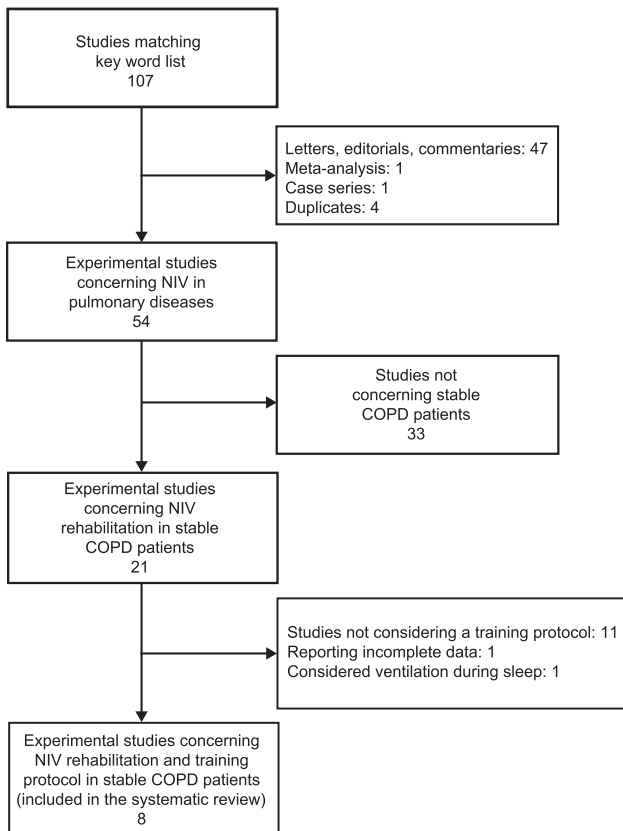 Studies matching
key word list
107
Letters, editorials, commentaries: 47
Meta-analysis: 1
Case series: 1
Duplicates: 4
Experimental studies
concerning NIV in
pulmonary diseases
54
Studies not
concerning stable
COPD patients
33
Experimental studies
concerning NIV
rehabilitation in stable
COPD patients
21
Studies not considering a training protocol: 11
Reporting incomplete data: 1
Considered ventilation during sleep: 1
Experimental studies concerning
NIV rehabilitation and training
protocol in stable COPD patients
(included in the systematic review)
8